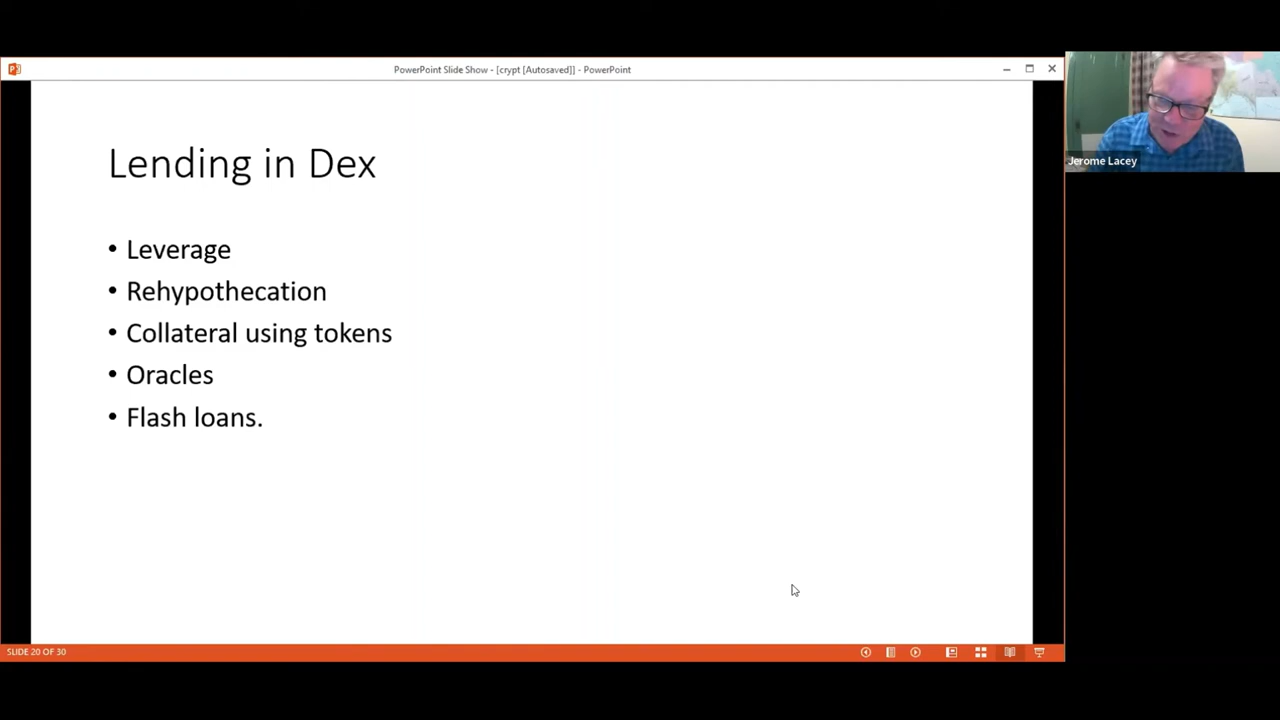 PowerPoint Slide Show - [crypt [Autosaved]] - PowerPoint
Jerome Lacey
Lending in Dex
• Leverage
• Rehypothecation
• Collateral using tokens
• Oracles
• Flash loans.
SLIDE 20 OF 30